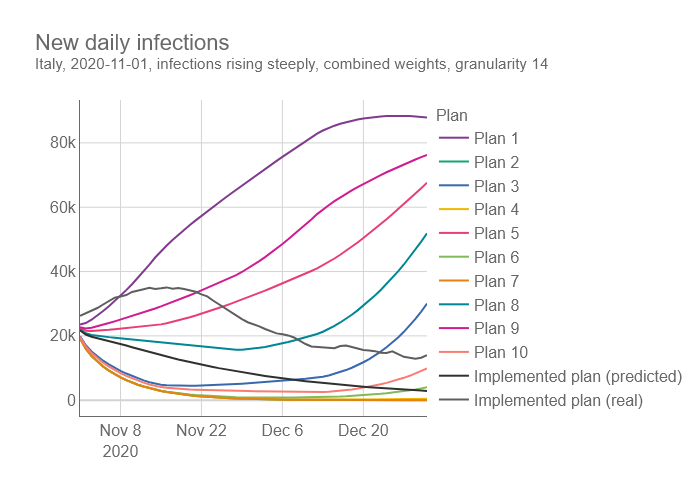 New daily infections
Italy, 2020-11-01, infections rising steeply, combined weights, granularity 14
Plan
80k
60k
40k
20k
0
Nov 8
2020
Nov 22
Dec 6
Dec 20
Plan 1
Plan 2
Plan 3
Plan 4
Plan 5
Plan 6
Plan 7
Plan 8
Plan 9
Plan 10
Implemented plan (predicted)
Implemented plan (real)